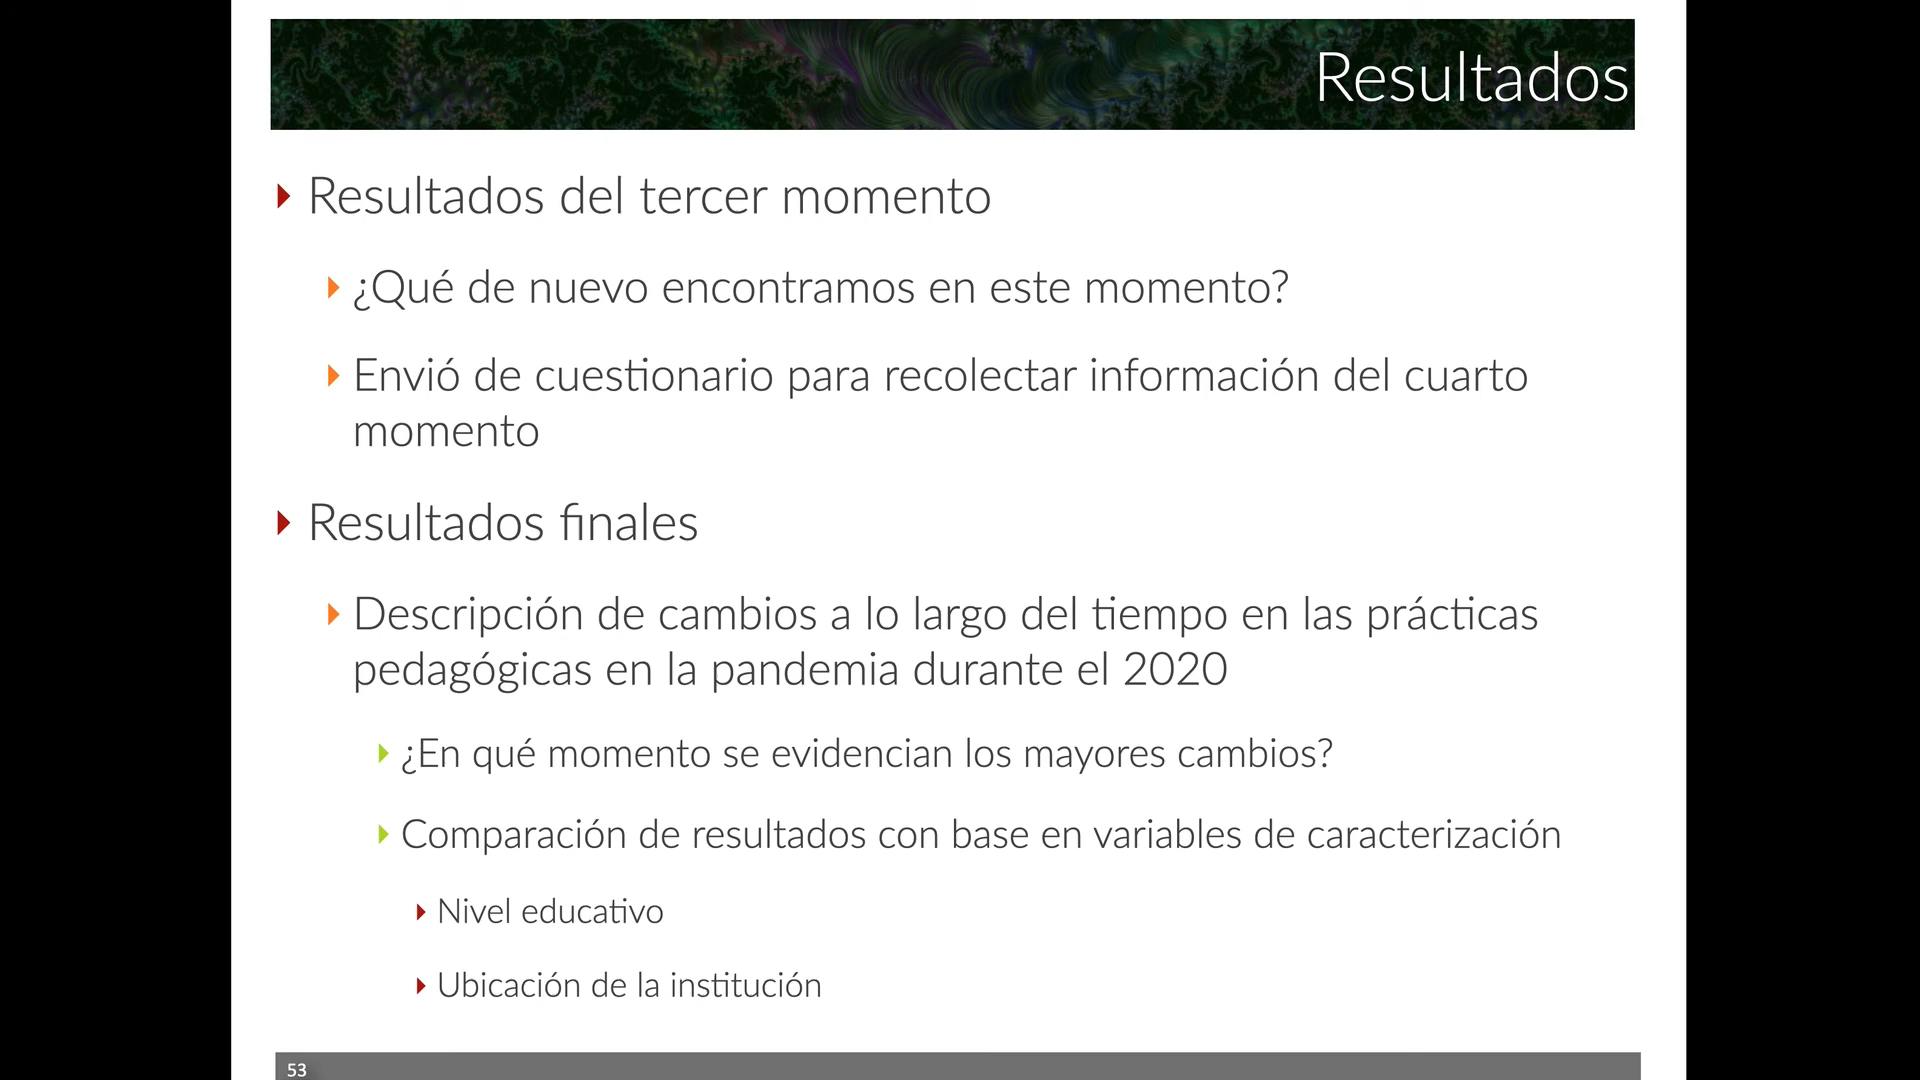 Resultados
Resultados del tercer momento
¿Qué de nuevo encontramos en este momento?
Envió de cuestionario para recolectar información del cuarto
momento
Resultados finales
Descripción de cambios a lo largo del tiempo en las prácticas
pedagógicas en la pandemia durante el 2020
¿En qué momento se evidencian los mayores cambios?
Comparación de resultados con base en variables de caracterización
Nivel educativo
Ubicación de la institución
53